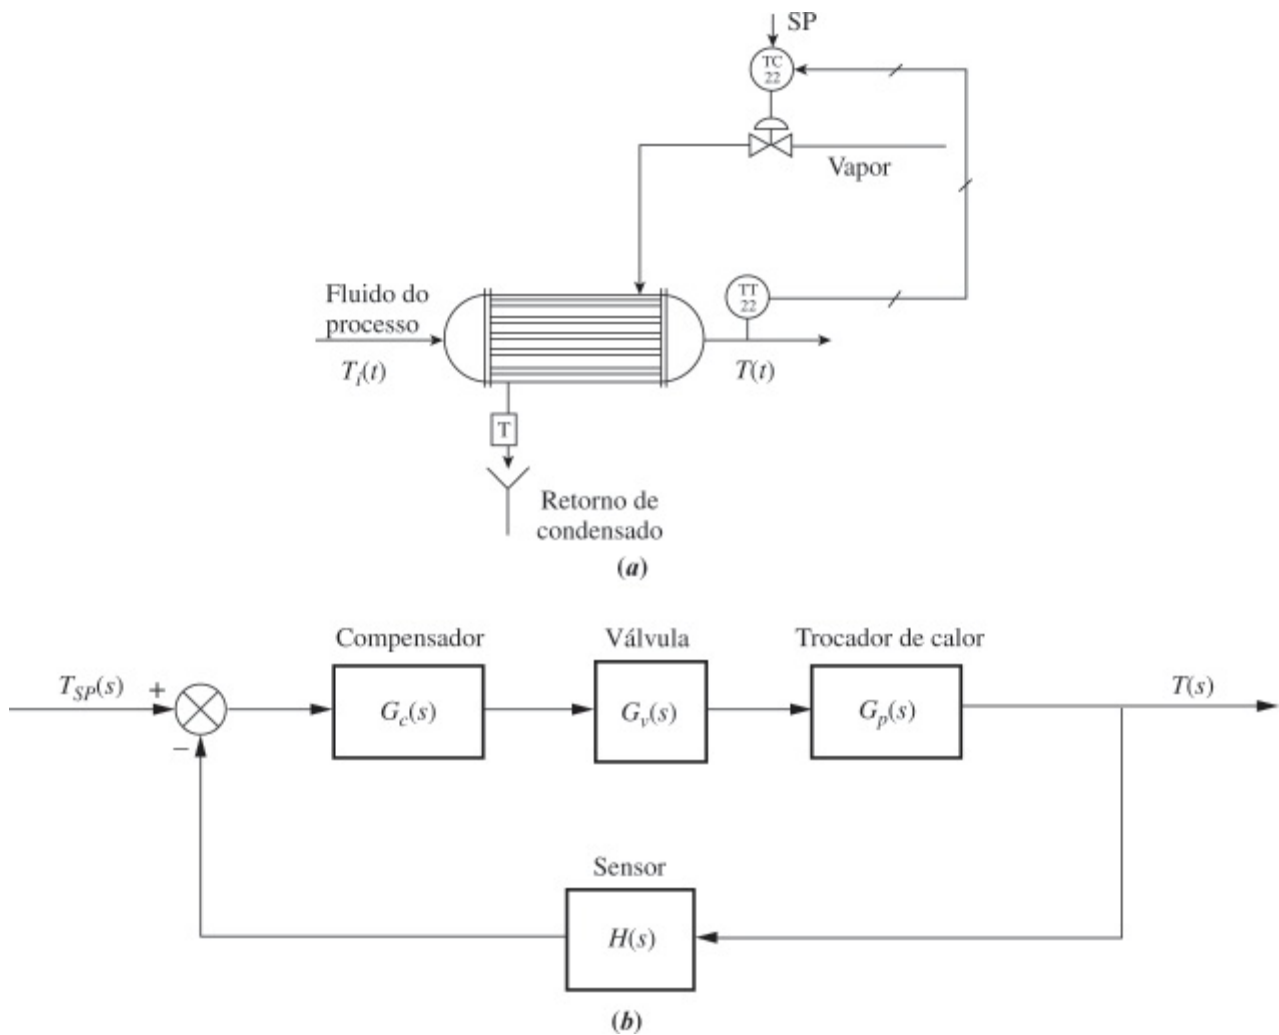 SP
TC
22
Vapor
Fluido do
processo
T_i(t)
TT
22
T(t)
T
Retorno de
condensado
(a)
Compensador
Válvula
Trocador de calor
T_SP(s)
+
−
G_c(s)
G_v(s)
G_p(s)
T(s)
Sensor
H(s)
(b)